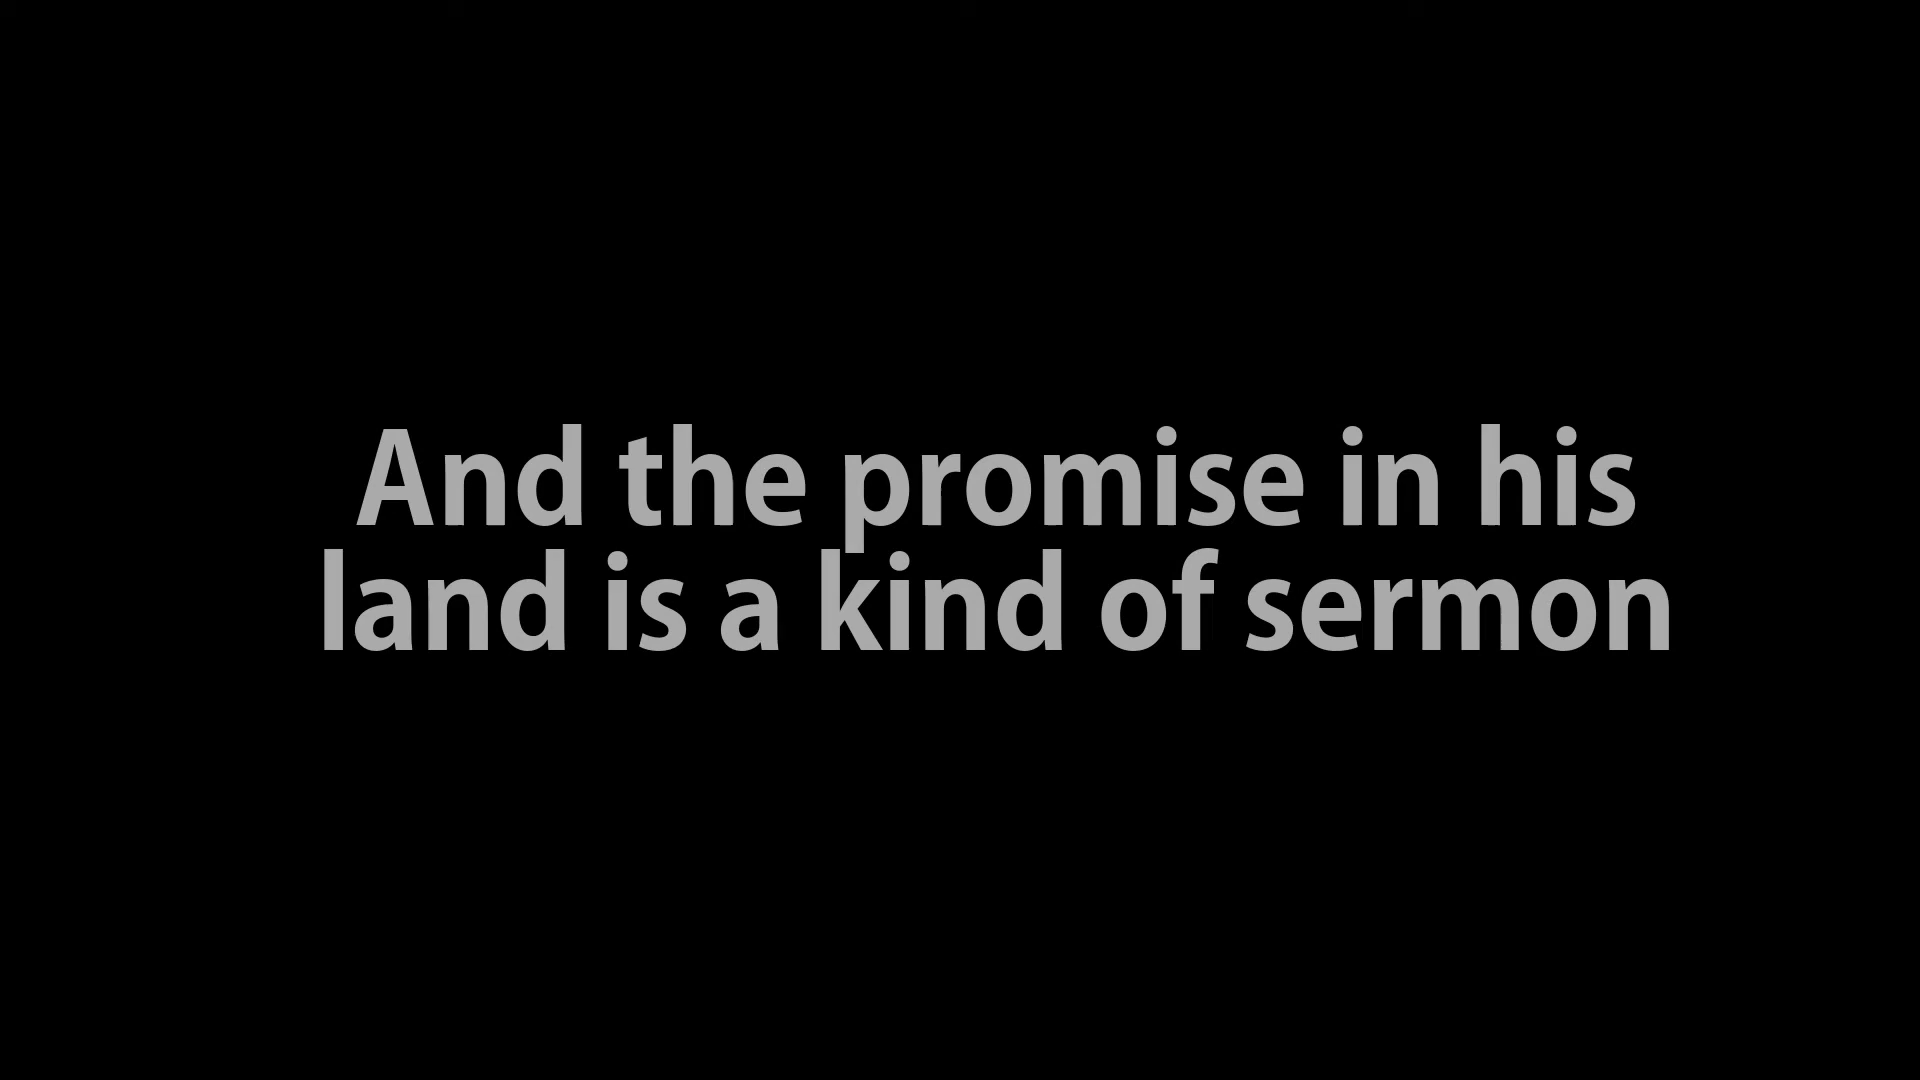 And the promise in his
land is a kind of sermon